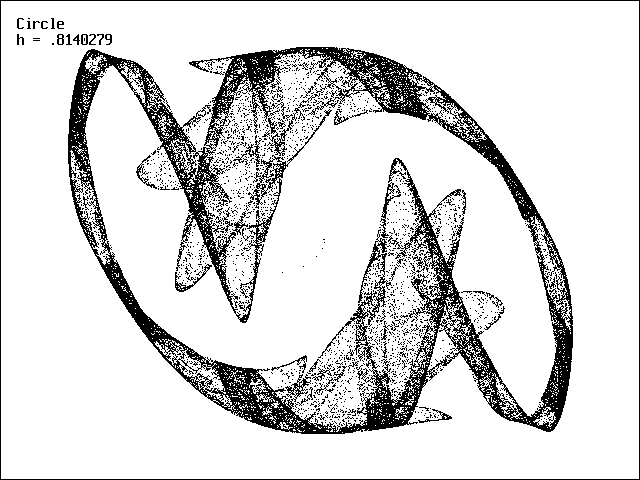 Circle
h = .8140279